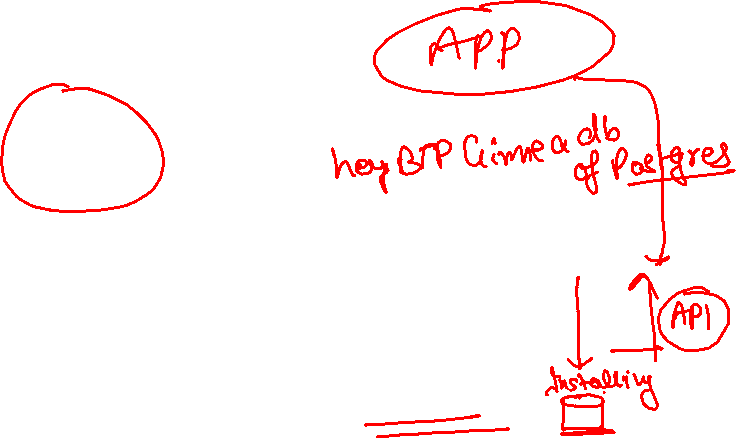 APP
hey BTP Gimme a db
of Postgres
API
Installing